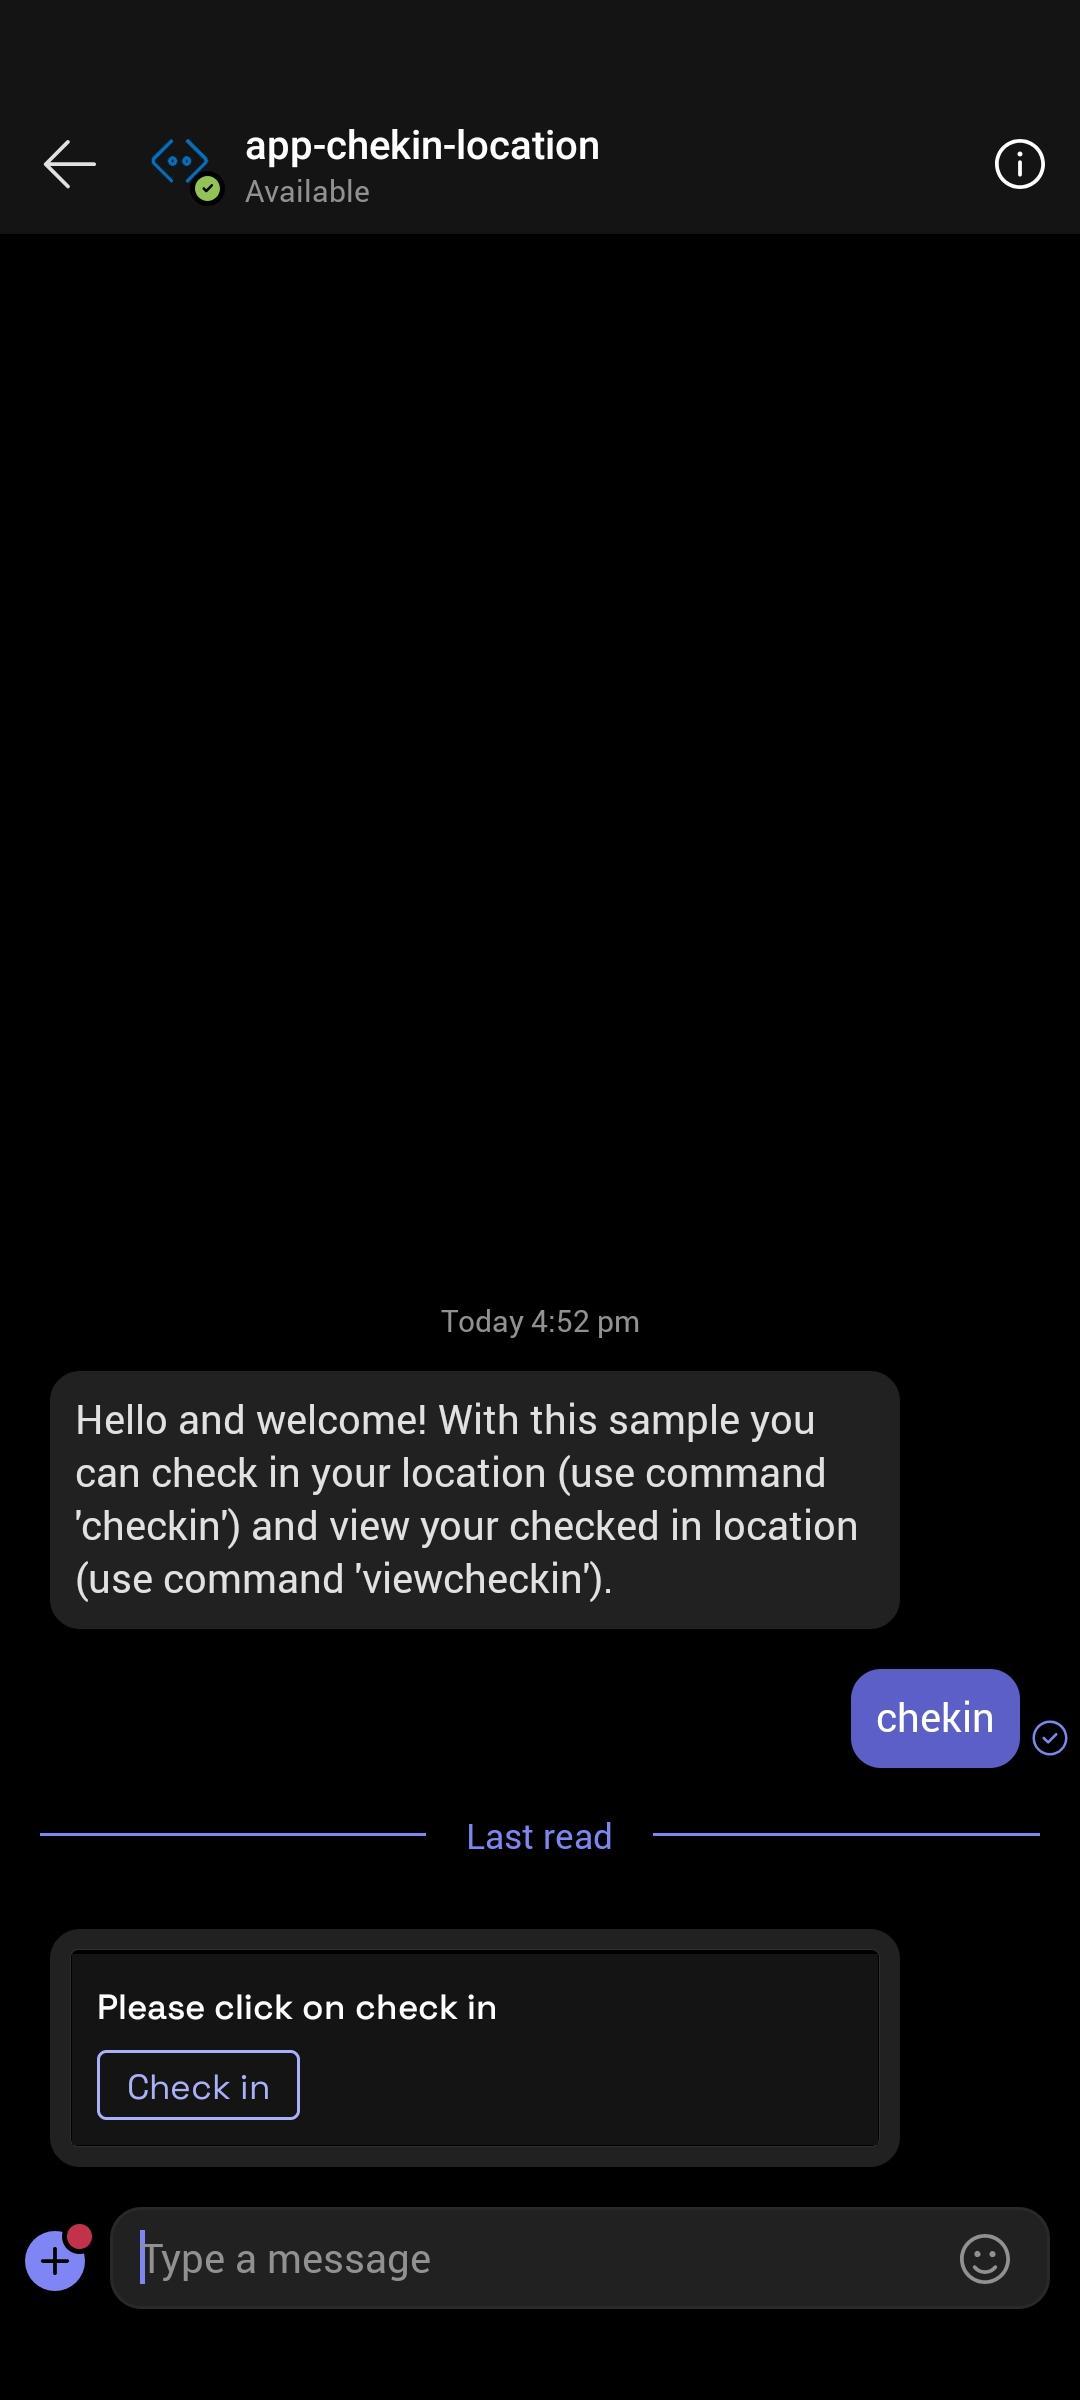 app-chekin-location
Available
Today 4:52 pm
Hello and welcome! With this sample you
can check in your location (use command
'checkin') and view your checked in location
(use command 'viewcheckin').
chekin
Last read
Please click on check in
Check in
Type a message